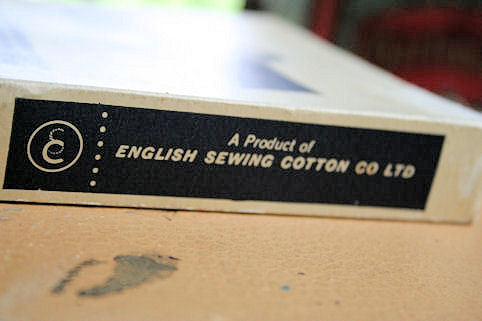 A Product of
ENGLISH SEWING COTTON CO LTD